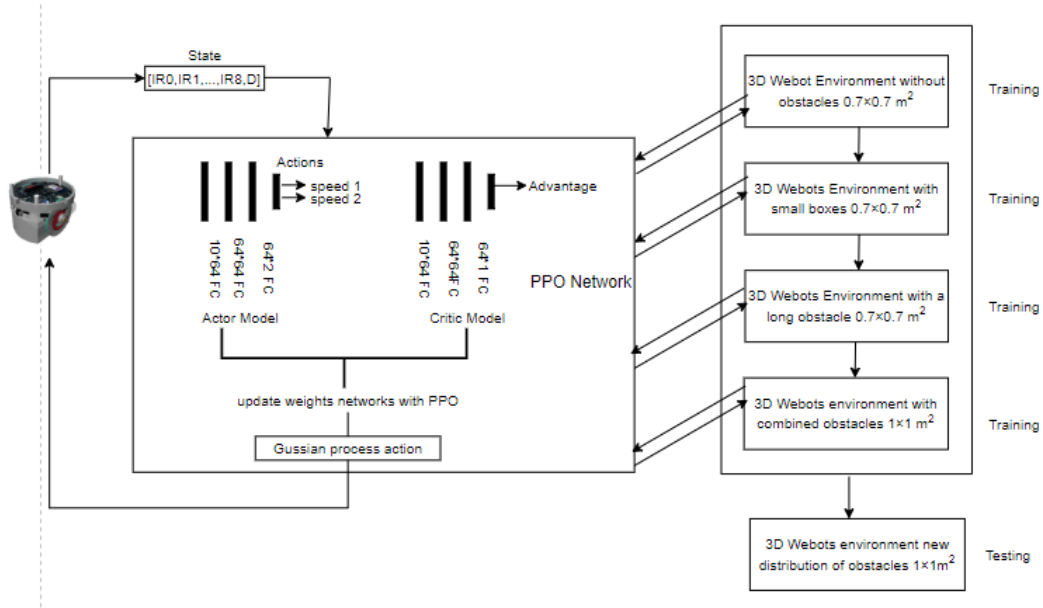 State
[IR0,IR1,...,IR8,D]
Actions
speed 1
speed 2
Advantage
10*64 FC
64*64 FC
64*2 FC
10*64 FC
64*64FC
64*1 FC
Actor Model
Critic Model
PPO Network
update weights networks with PPO
Gussian process action
3D Webot Environment without
obstacles 0.7×0.7 m²
Training
3D Webots Environment with
small boxes 0.7×0.7 m²
Training
3D Webots Environment with a
long obstacle 0.7×0.7 m²
Training
3D Webots environment with
combined obstacles 1×1 m²
Training
3D Webots environment new
distribution of obstacles 1×1m²
Testing